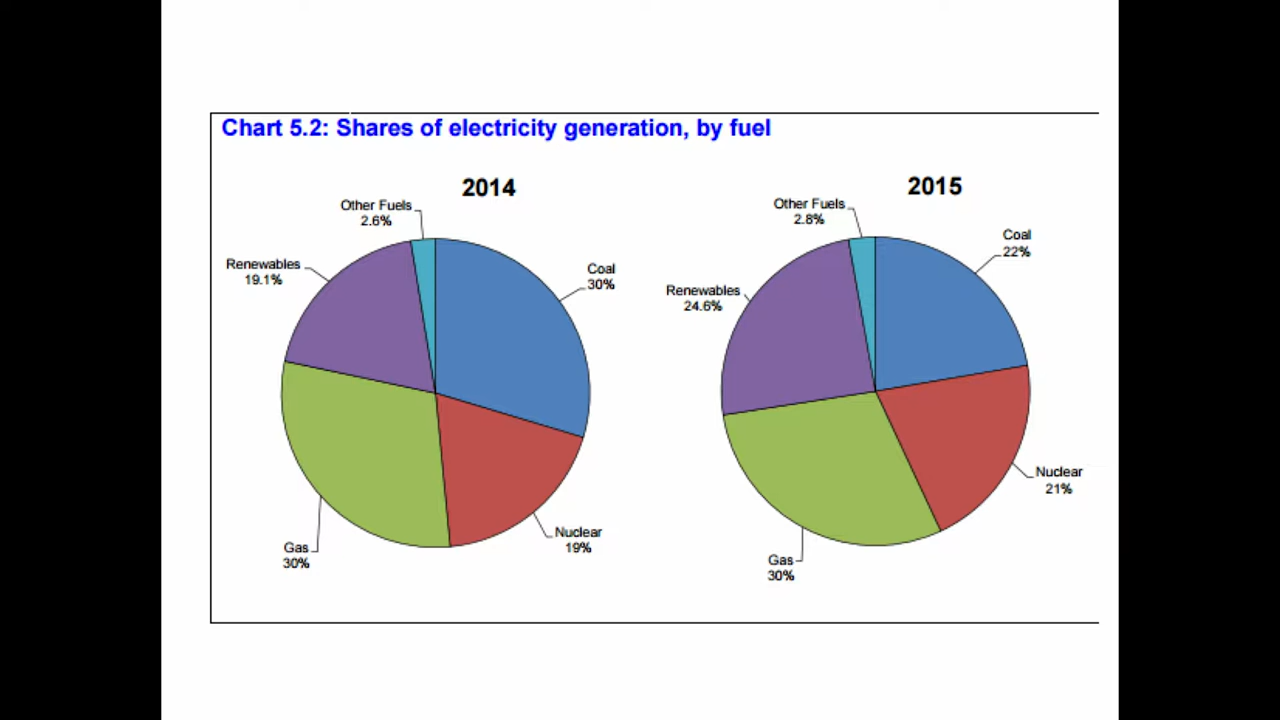 Chart 5.2: Shares of electricity generation, by fuel
2014
Other Fuels
2.6%
Renewables
19.1%
Coal
30%
Gas
30%
Nuclear
19%
2015
Other Fuels
2.8%
Coal
22%
Renewables
24.6%
Nuclear
21%
Gas
30%